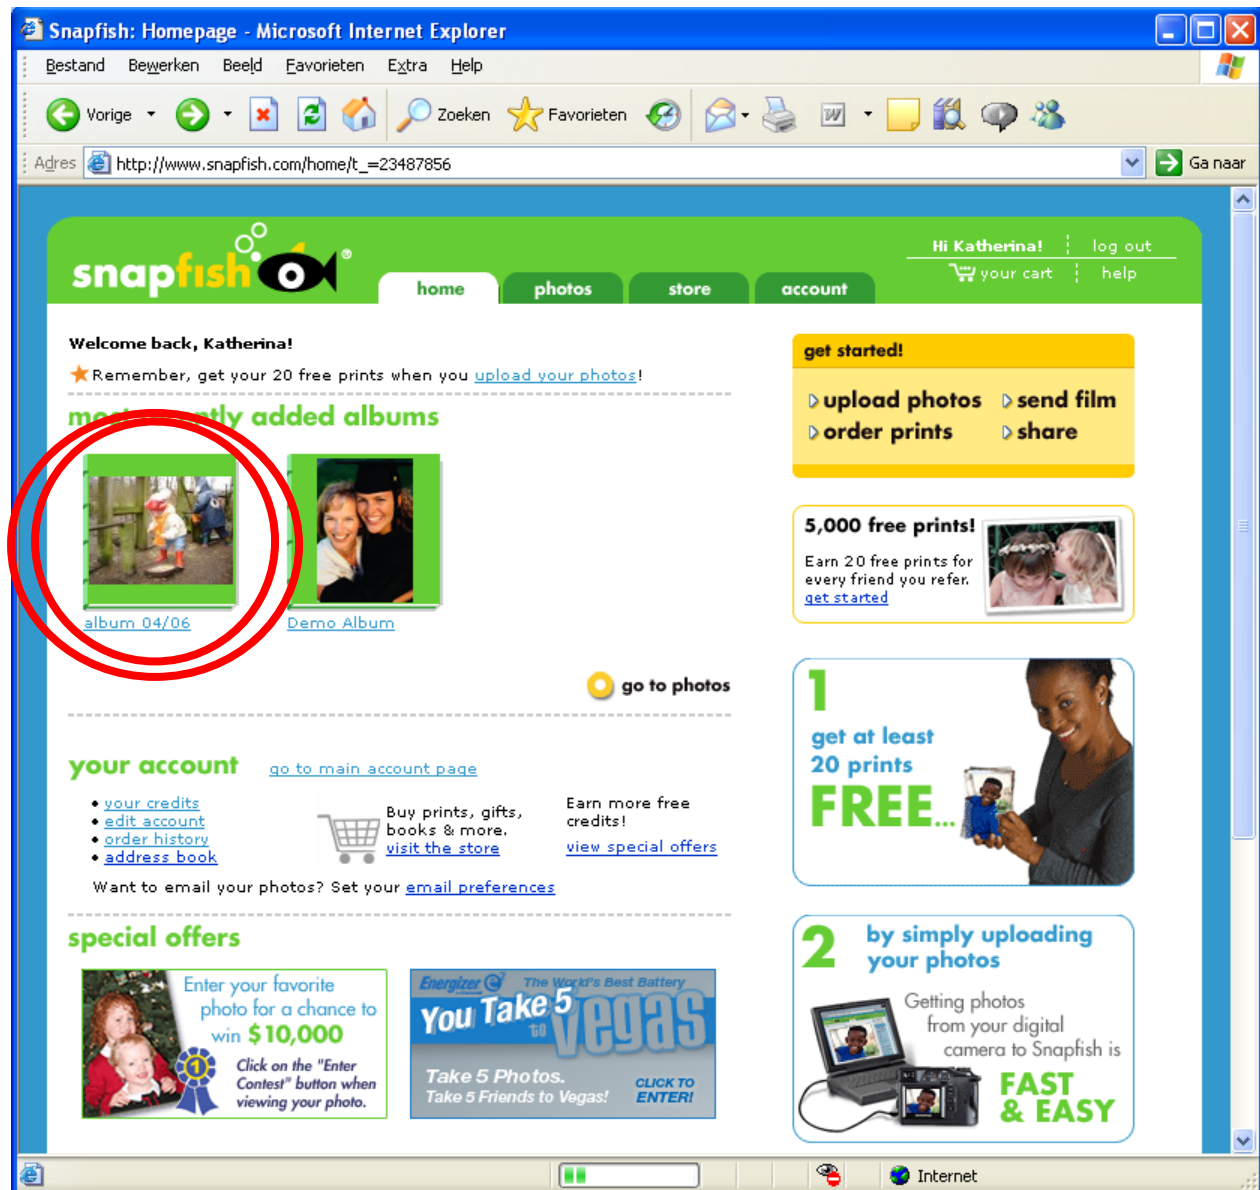 Snapfish: Homepage - Microsoft Internet Explorer
Bestand Bewerken Beeld Favorieten Extra Help
Vorige Zoeken Favorieten
Adres http://www.snapfish.com/home/t_=23487856 Ga naar
snapfish®
Hi Katherina! log out
your cart help
home photos store account
Welcome back, Katherina!
Remember, get your 20 free prints when you upload your photos!
most recently added albums
album 04/06 Demo Album
go to photos
your account go to main account page
• your credits
• edit account
• order history
• address book
Buy prints, gifts,
books & more.
visit the store
Earn more free
credits!
view special offers
Want to email your photos? Set your email preferences
special offers
Enter your favorite
photo for a chance to
win $10,000
Click on the "Enter
Contest" button when
viewing your photo.
1
Energizer e² The World's Best Battery
You Take 5
to Vegas
Take 5 Photos.
Take 5 Friends to Vegas!
CLICK TO
ENTER!
get started!
upload photos send film
order prints share
5,000 free prints!
Earn 20 free prints for
every friend you refer.
get started
1
get at least
20 prints
FREE...
2
by simply uploading
your photos
Getting photos
from your digital
camera to Snapfish is
FAST
& EASY
Internet